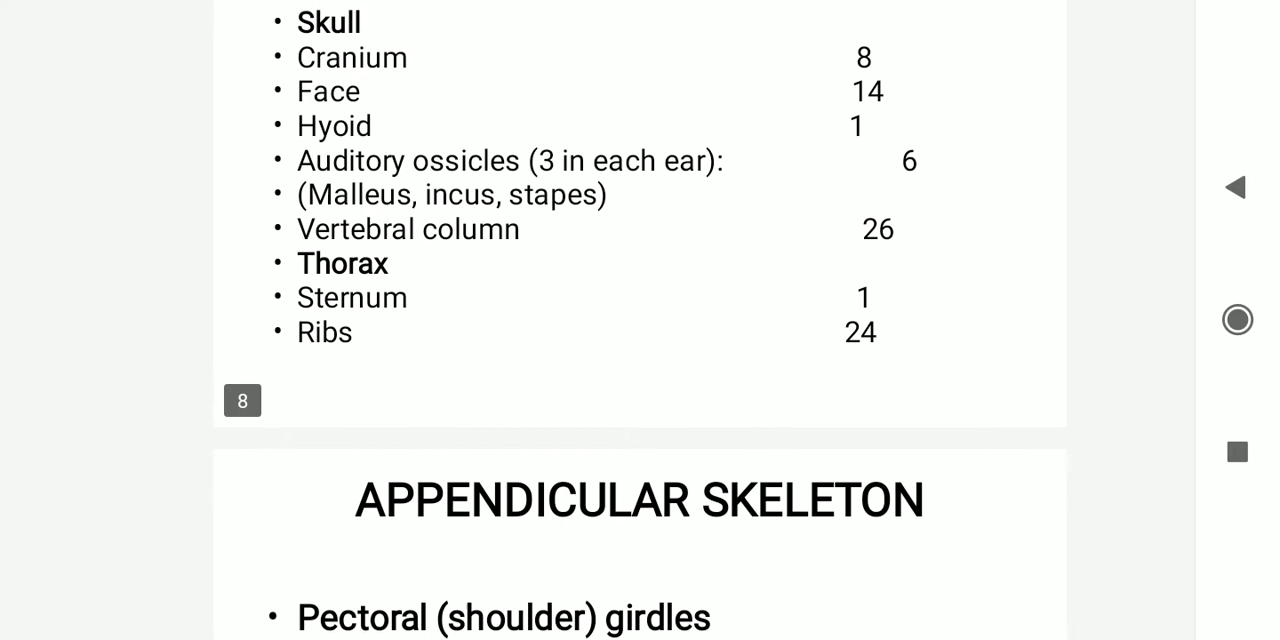 • Skull
• Cranium 8
• Face 14
• Hyoid 1
• Auditory ossicles (3 in each ear): 6
• (Malleus, incus, stapes)
• Vertebral column 26
• Thorax
• Sternum 1
• Ribs 24
8
APPENDICULAR SKELETON
• Pectoral (shoulder) girdles